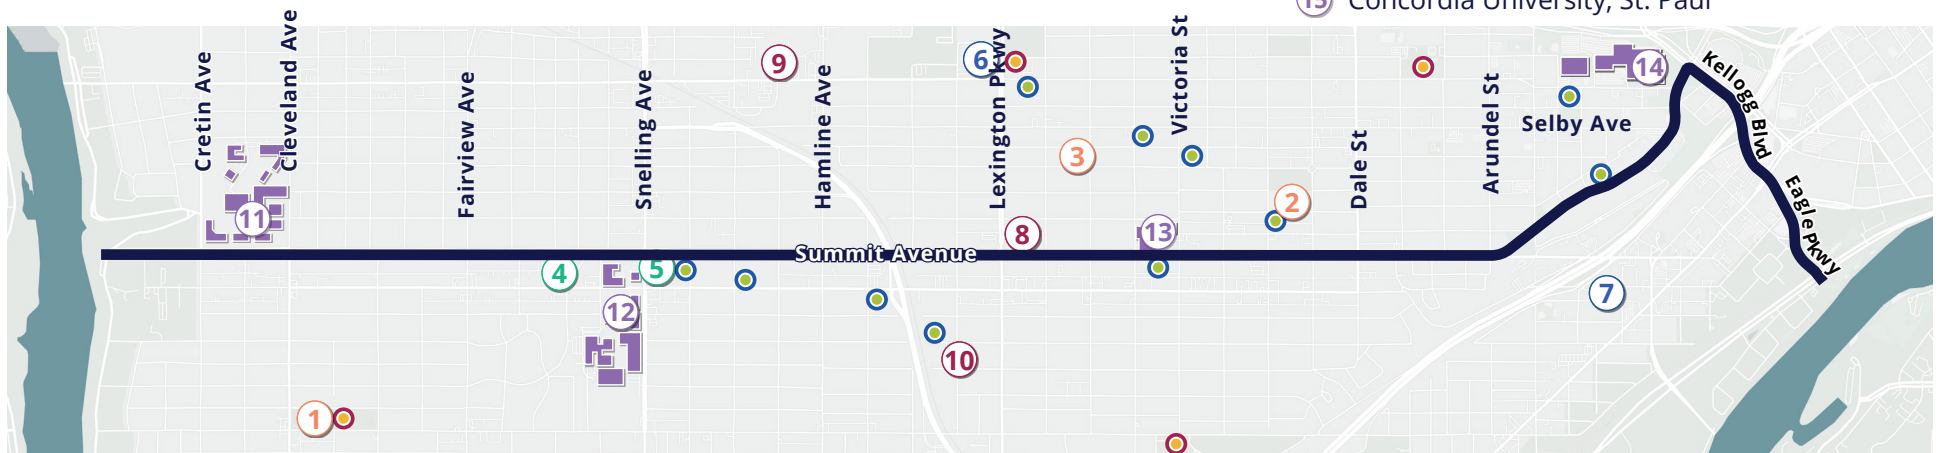 15 Concordia University, St. Paul
Cretin Ave
Cleveland Ave
Fairview Ave
Snelling Ave
Hamline Ave
Lexington Pkwy
Victoria St
Dale St
Arundel St
Selby Ave
Kellogg Blvd
Eagle Pkwy
Summit Avenue
9
6
14
3
2
11
13
8
4
5
7
12
10
1